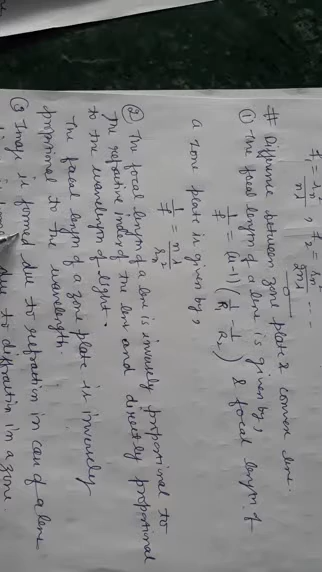 f₁ = rₙ²/nλ , f₂ = rₙ²/2nλ ...
# Difference between zone plate & convex lens.
① The focal length of a lens is given by,
1/f = (μ-1) (1/R₁ - 1/R₂) & focal length of
a zone plate is given by,
1/f = nλ/rₙ²
② The focal length of a lens is inversely proportional to
the refractive index of the lens and directly proportional
to the wavelength of light.
The focal length of a zone plate is inversely
proportional to the wavelength.
③ Image is formed due to refraction in case of a lens
due to diffraction in a zone